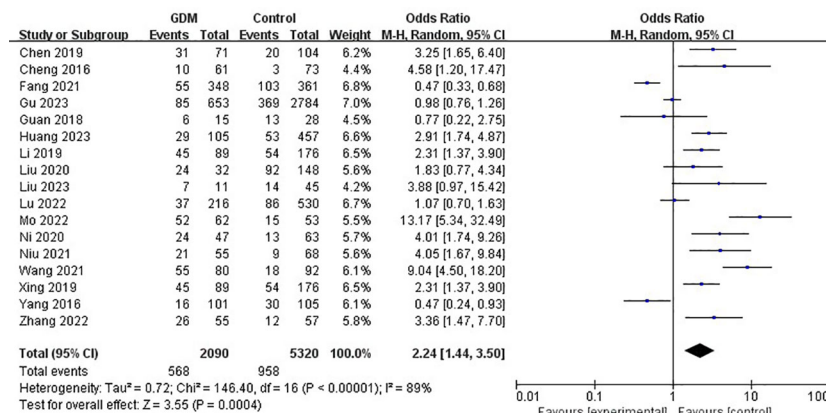 GDM Control Odds Ratio Odds Ratio
Study or Subgroup Events Total Events Total Weight M-H, Random, 95% CI M-H, Random, 95% CI
Chen 2019 31 71 20 104 6.2% 3.25 [1.65, 6.40]
Cheng 2016 10 61 3 73 4.4% 4.58 [1.20, 17.47]
Fang 2021 55 348 103 361 6.8% 0.47 [0.33, 0.68]
Gu 2023 85 653 369 2784 7.0% 0.98 [0.76, 1.26]
Guan 2018 6 15 13 28 4.6% 0.77 [0.22, 2.75]
Huang 2023 29 105 53 457 6.6% 2.91 [1.74, 4.87]
Li 2019 45 89 54 176 6.5% 2.31 [1.37, 3.90]
Liu 2020 24 32 92 148 5.7% 1.83 [0.77, 4.34]
Liu 2023 7 11 14 45 4.3% 3.88 [0.97, 15.42]
Lu 2022 37 216 86 530 6.7% 1.07 [0.70, 1.63]
Mo 2022 52 62 15 53 5.6% 13.17 [5.34, 32.49]
Ni 2020 24 47 13 63 5.7% 4.01 [1.74, 9.26]
Niu 2021 21 55 9 68 5.6% 4.05 [1.67, 9.84]
Wang 2021 55 80 18 92 6.1% 9.04 [4.50, 18.20]
Xing 2019 45 89 54 176 6.5% 2.31 [1.37, 3.90]
Yang 2016 16 101 30 105 6.2% 0.47 [0.24, 0.93]
Zhang 2022 26 55 12 57 5.8% 3.36 [1.47, 7.70]
Total (95% CI) 2090 5320 100.0% 2.24 [1.44, 3.50]
Total events 568 958
Heterogeneity: Tau² = 0.72; Chi² = 146.40, df = 16 (P < 0.00001); I² = 89%
Test for overall effect: Z = 3.55 (P = 0.0004)
0.01 0.1 1 10 100
Favours [experimental] Favours [control]